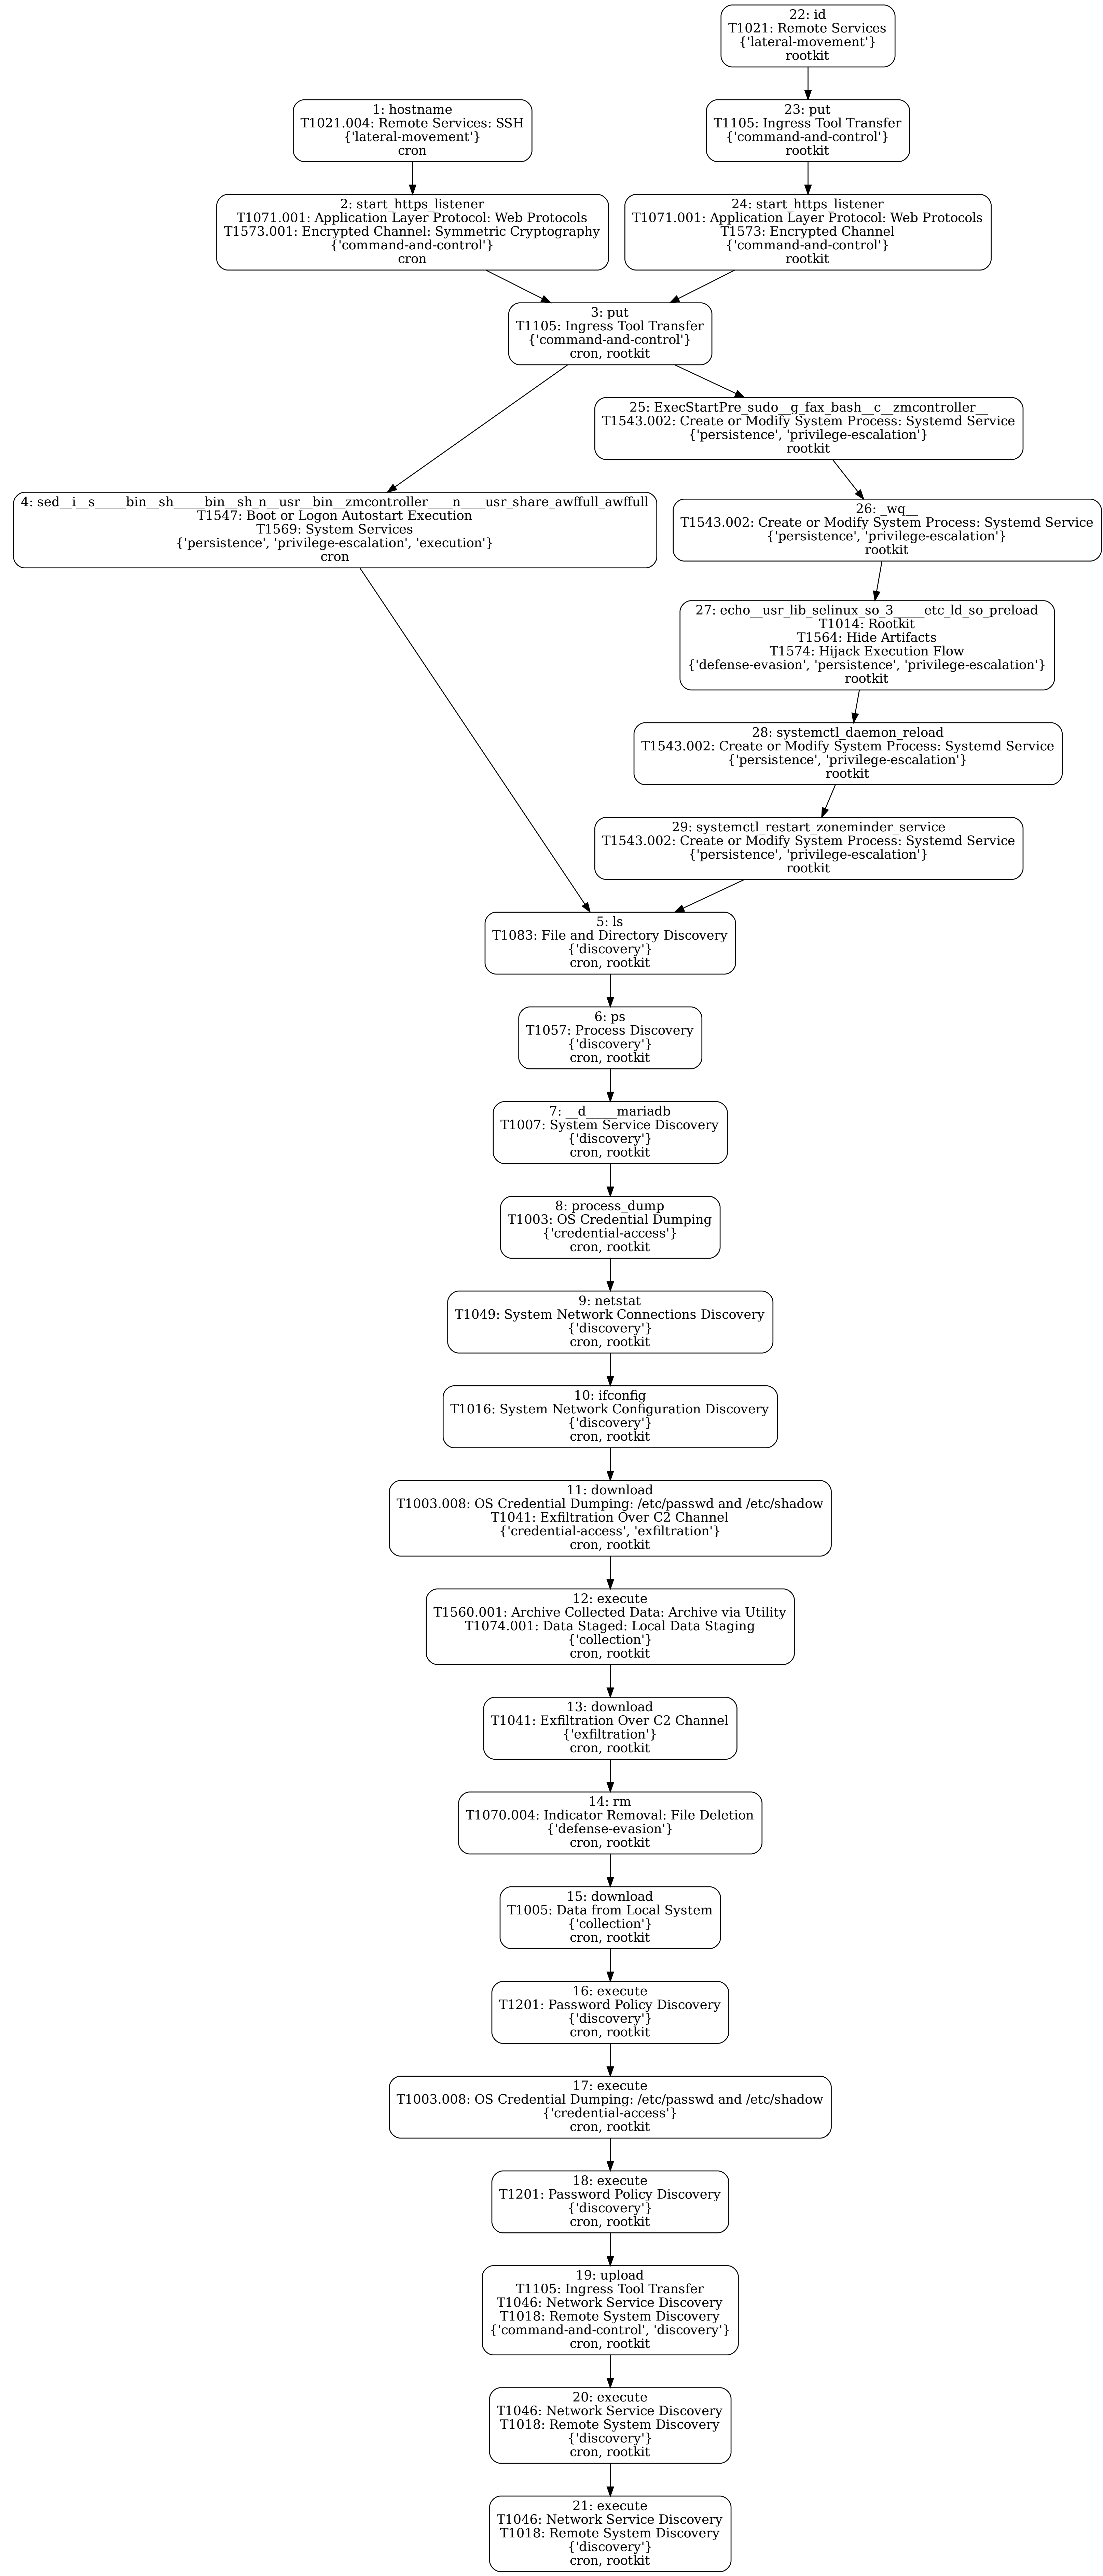 22: id
T1021: Remote Services
{'lateral-movement'}
rootkit
1: hostname
T1021.004: Remote Services: SSH
{'lateral-movement'}
cron
23: put
T1105: Ingress Tool Transfer
{'command-and-control'}
rootkit
2: start_https_listener
T1071.001: Application Layer Protocol: Web Protocols
T1573.001: Encrypted Channel: Symmetric Cryptography
{'command-and-control'}
cron
24: start_https_listener
T1071.001: Application Layer Protocol: Web Protocols
T1573: Encrypted Channel
{'command-and-control'}
rootkit
3: put
T1105: Ingress Tool Transfer
{'command-and-control'}
cron, rootkit
25: ExecStartPre_sudo__g_fax_bash__c__zmcontroller__
T1543.002: Create or Modify System Process: Systemd Service
{'persistence', 'privilege-escalation'}
rootkit
4: sed__i__s_____bin__sh_____bin__sh_n__usr__bin__zmcontroller____n____usr_share_awffull_awffull
T1547: Boot or Logon Autostart Execution
T1569: System Services
{'persistence', 'privilege-escalation', 'execution'}
cron
26: _wq__
T1543.002: Create or Modify System Process: Systemd Service
{'persistence', 'privilege-escalation'}
rootkit
27: echo__usr_lib_selinux_so_3_____etc_ld_so_preload
T1014: Rootkit
T1564: Hide Artifacts
T1574: Hijack Execution Flow
{'defense-evasion', 'persistence', 'privilege-escalation'}
rootkit
28: systemctl_daemon_reload
T1543.002: Create or Modify System Process: Systemd Service
{'persistence', 'privilege-escalation'}
rootkit
29: systemctl_restart_zoneminder_service
T1543.002: Create or Modify System Process: Systemd Service
{'persistence', 'privilege-escalation'}
rootkit
5: ls
T1083: File and Directory Discovery
{'discovery'}
cron, rootkit
6: ps
T1057: Process Discovery
{'discovery'}
cron, rootkit
7: __d_____mariadb
T1007: System Service Discovery
{'discovery'}
cron, rootkit
8: process_dump
T1003: OS Credential Dumping
{'credential-access'}
cron, rootkit
9: netstat
T1049: System Network Connections Discovery
{'discovery'}
cron, rootkit
10: ifconfig
T1016: System Network Configuration Discovery
{'discovery'}
cron, rootkit
11: download
T1003.008: OS Credential Dumping: /etc/passwd and /etc/shadow
T1041: Exfiltration Over C2 Channel
{'credential-access', 'exfiltration'}
cron, rootkit
12: execute
T1560.001: Archive Collected Data: Archive via Utility
T1074.001: Data Staged: Local Data Staging
{'collection'}
cron, rootkit
13: download
T1041: Exfiltration Over C2 Channel
{'exfiltration'}
cron, rootkit
14: rm
T1070.004: Indicator Removal: File Deletion
{'defense-evasion'}
cron, rootkit
15: download
T1005: Data from Local System
{'collection'}
cron, rootkit
16: execute
T1201: Password Policy Discovery
{'discovery'}
cron, rootkit
17: execute
T1003.008: OS Credential Dumping: /etc/passwd and /etc/shadow
{'credential-access'}
cron, rootkit
18: execute
T1201: Password Policy Discovery
{'discovery'}
cron, rootkit
19: upload
T1105: Ingress Tool Transfer
T1046: Network Service Discovery
T1018: Remote System Discovery
{'command-and-control', 'discovery'}
cron, rootkit
20: execute
T1046: Network Service Discovery
T1018: Remote System Discovery
{'discovery'}
cron, rootkit
21: execute
T1046: Network Service Discovery
T1018: Remote System Discovery
{'discovery'}
cron, rootkit